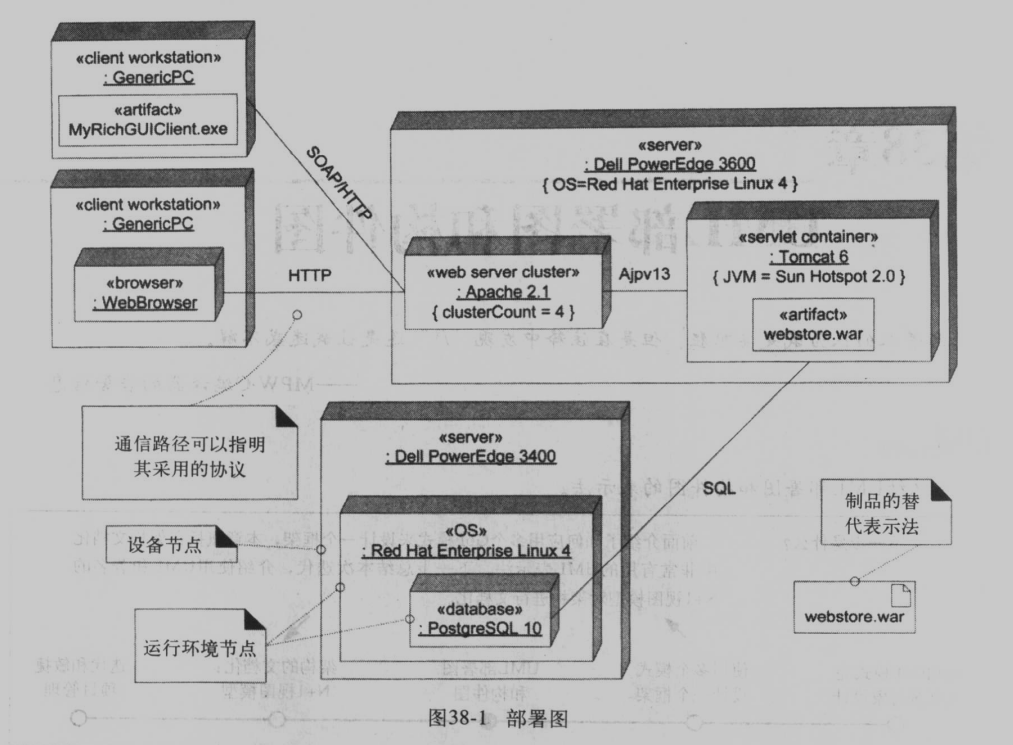 «client workstation»
: GenericPC
«artifact»
MyRichGUIClient.exe
«client workstation»
: GenericPC
«browser»
: WebBrowser
SOAP/HTTP
HTTP
«server»
: Dell PowerEdge 3600
{ OS=Red Hat Enterprise Linux 4 }
«web server cluster»
: Apache 2.1
{ clusterCount = 4 }
Ajpv13
«servlet container»
: Tomcat 6
{ JVM = Sun Hotspot 2.0 }
«artifact»
webstore.war
通信路径可以指明
其采用的协议
«server»
: Dell PowerEdge 3400
«OS»
: Red Hat Enterprise Linux 4
«database»
: PostgreSQL 10
SQL
设备节点
运行环境节点
制品的替
代表示法
webstore.war
图38-1 部署图